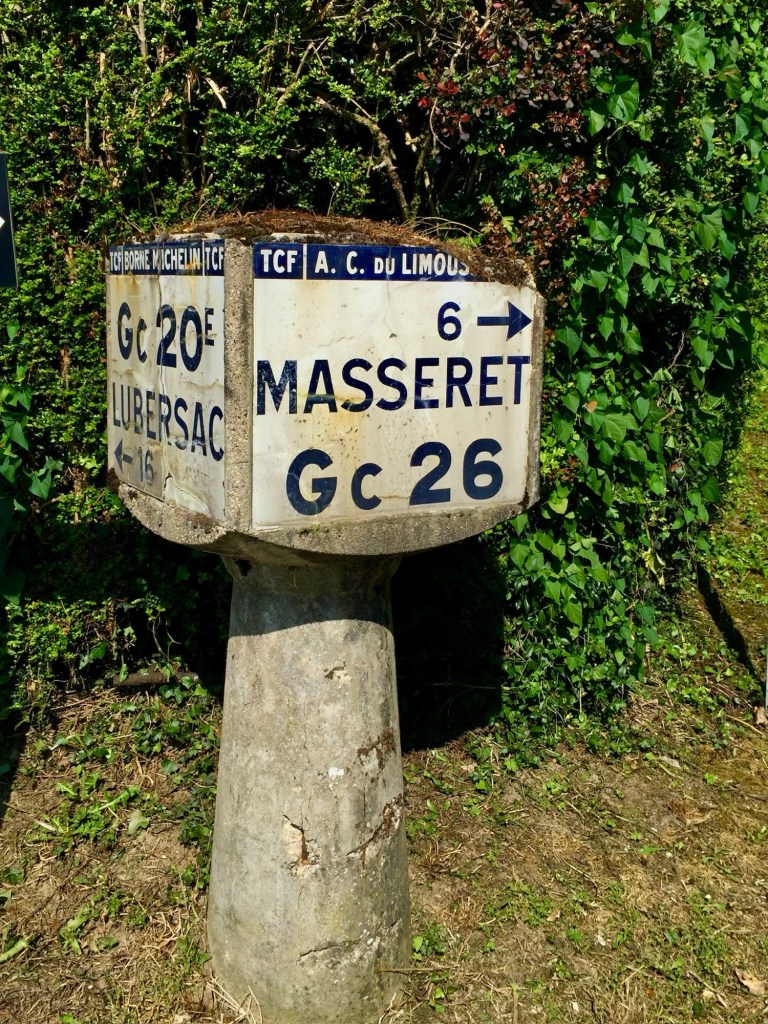 TCF BORNE MICHELIN TCF
Gc 20E
LUBERSAC
← 16
TCF A. C. DU LIMOUS
6 →
MASSERET
Gc 26